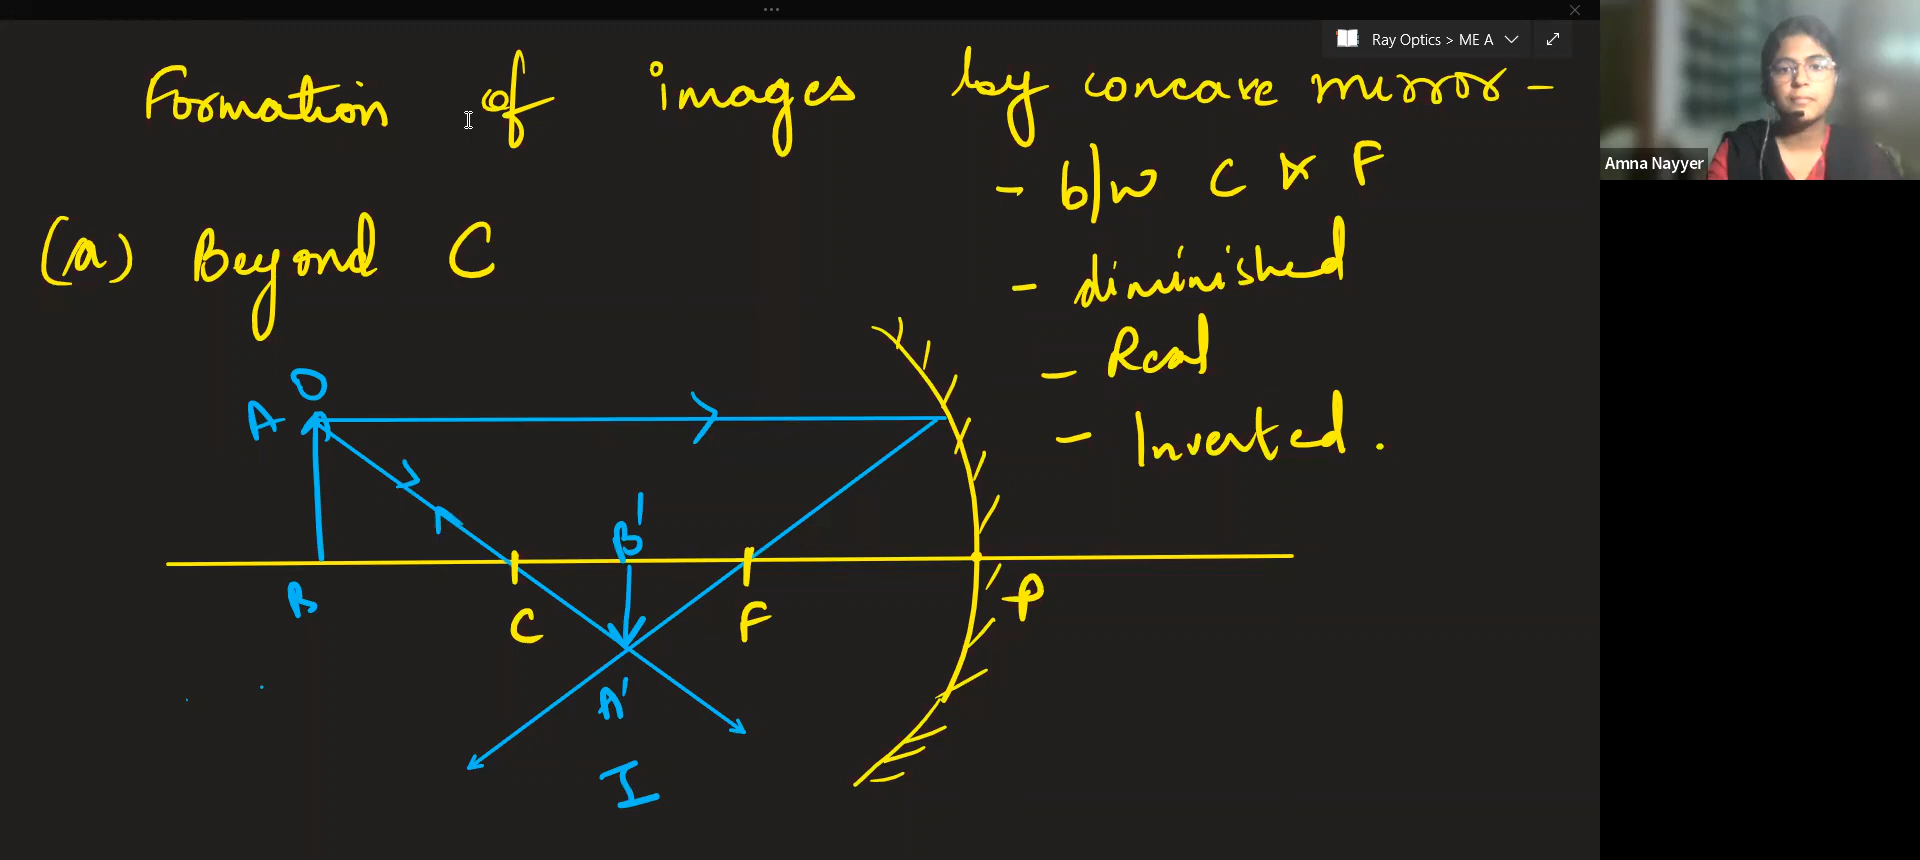 Ray Optics > ME A
Amna Nayyer
Formation of images by concave mirror -
- b/w C & F
- diminished
- Real
- Inverted.
(a) Beyond C
O
A
B
C
B'
F
P
A'
I